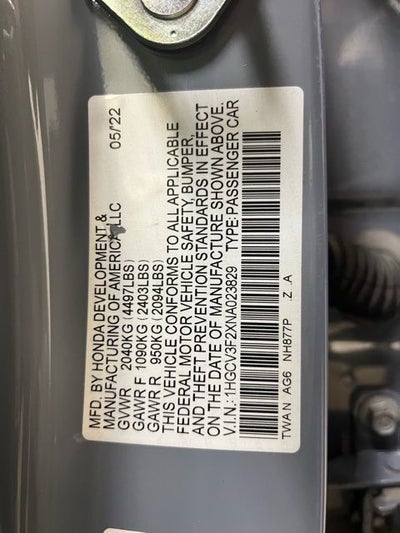 MFD. BY HONDA DEVELOPMENT &
MANUFACTURING OF AMERICA, LLC 05/'22
GVWR 2040KG (4497LBS)
GAWR F 1090KG (2403LBS)
GAWR R 950KG (2094LBS)
THIS VEHICLE CONFORMS TO ALL APPLICABLE
FEDERAL MOTOR VEHICLE SAFETY, BUMPER,
AND THEFT PREVENTION STANDARDS IN EFFECT
ON THE DATE OF MANUFACTURE SHOWN ABOVE.
V.I.N.: 1HGCV3F2XNA023829 TYPE: PASSENGER CAR
TWA N AG6 NH877P .Z .A